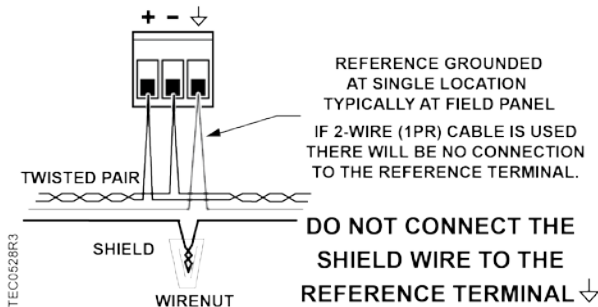 + - ⏚
REFERENCE GROUNDED
AT SINGLE LOCATION
TYPICALLY AT FIELD PANEL
IF 2-WIRE (1PR) CABLE IS USED
THERE WILL BE NO CONNECTION
TO THE REFERENCE TERMINAL.
TWISTED PAIR
SHIELD
WIRENUT
DO NOT CONNECT THE
SHIELD WIRE TO THE
REFERENCE TERMINAL ⏚
TEC0528R3